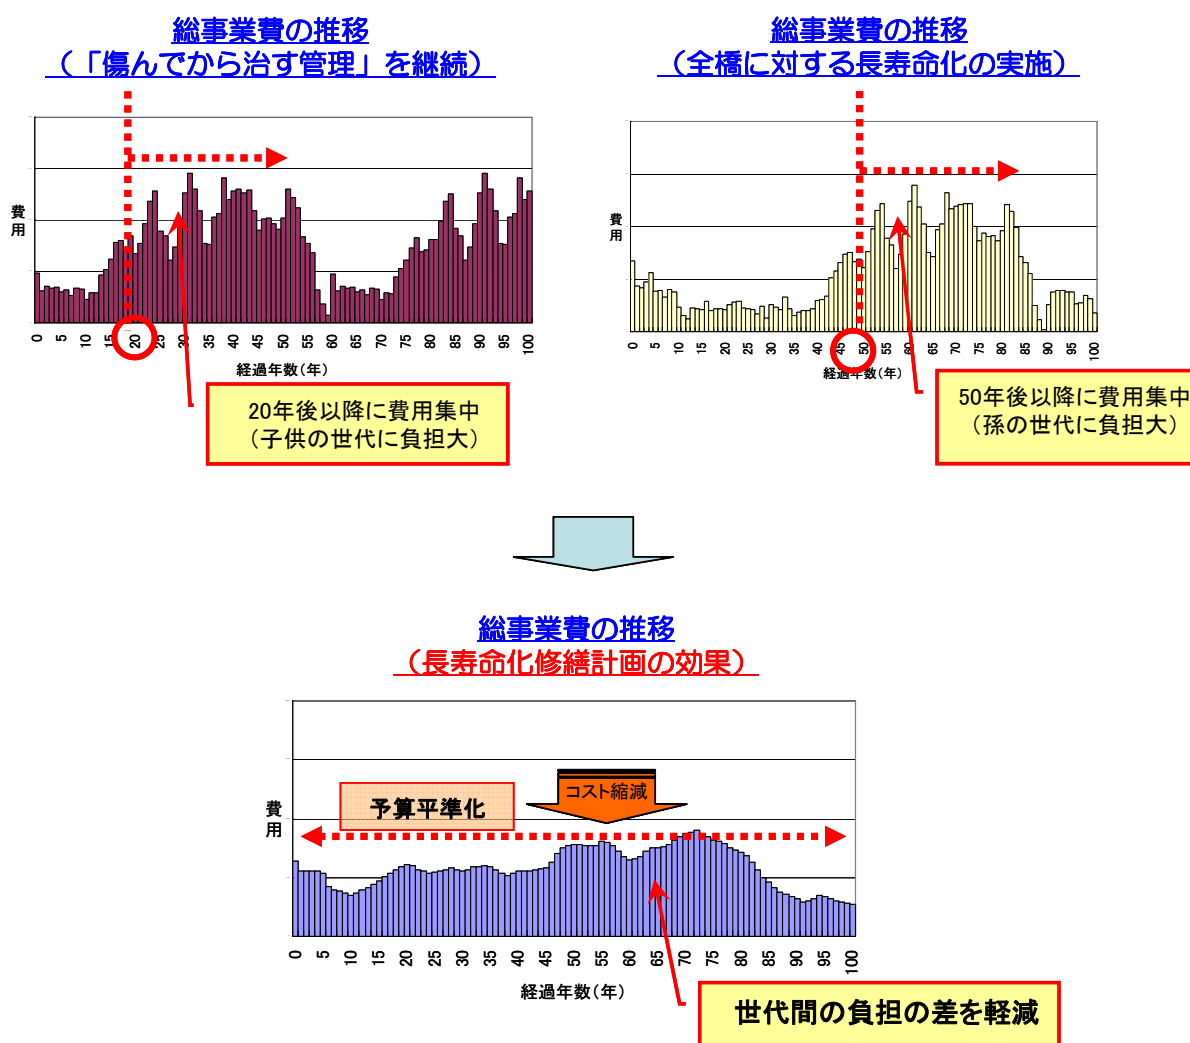 総事業費の推移
（「傷んでから治す管理」を継続）
費用
0 5 10 15 20 25 30 35 40 45 50 55 60 65 70 75 80 85 90 95 100
経過年数（年）
20年後以降に費用集中
（子供の世代に負担大）
総事業費の推移
（全橋に対する長寿命化の実施）
費用
0 5 10 15 20 25 30 35 40 45 50 55 60 65 70 75 80 85 90 95 100
経過年数（年）
50年後以降に費用集中
（孫の世代に負担大）
総事業費の推移
（長寿命化修繕計画の効果）
費用
予算平準化
コスト縮減
0 5 10 15 20 25 30 35 40 45 50 55 60 65 70 75 80 85 90 95 100
経過年数（年）
世代間の負担の差を軽減